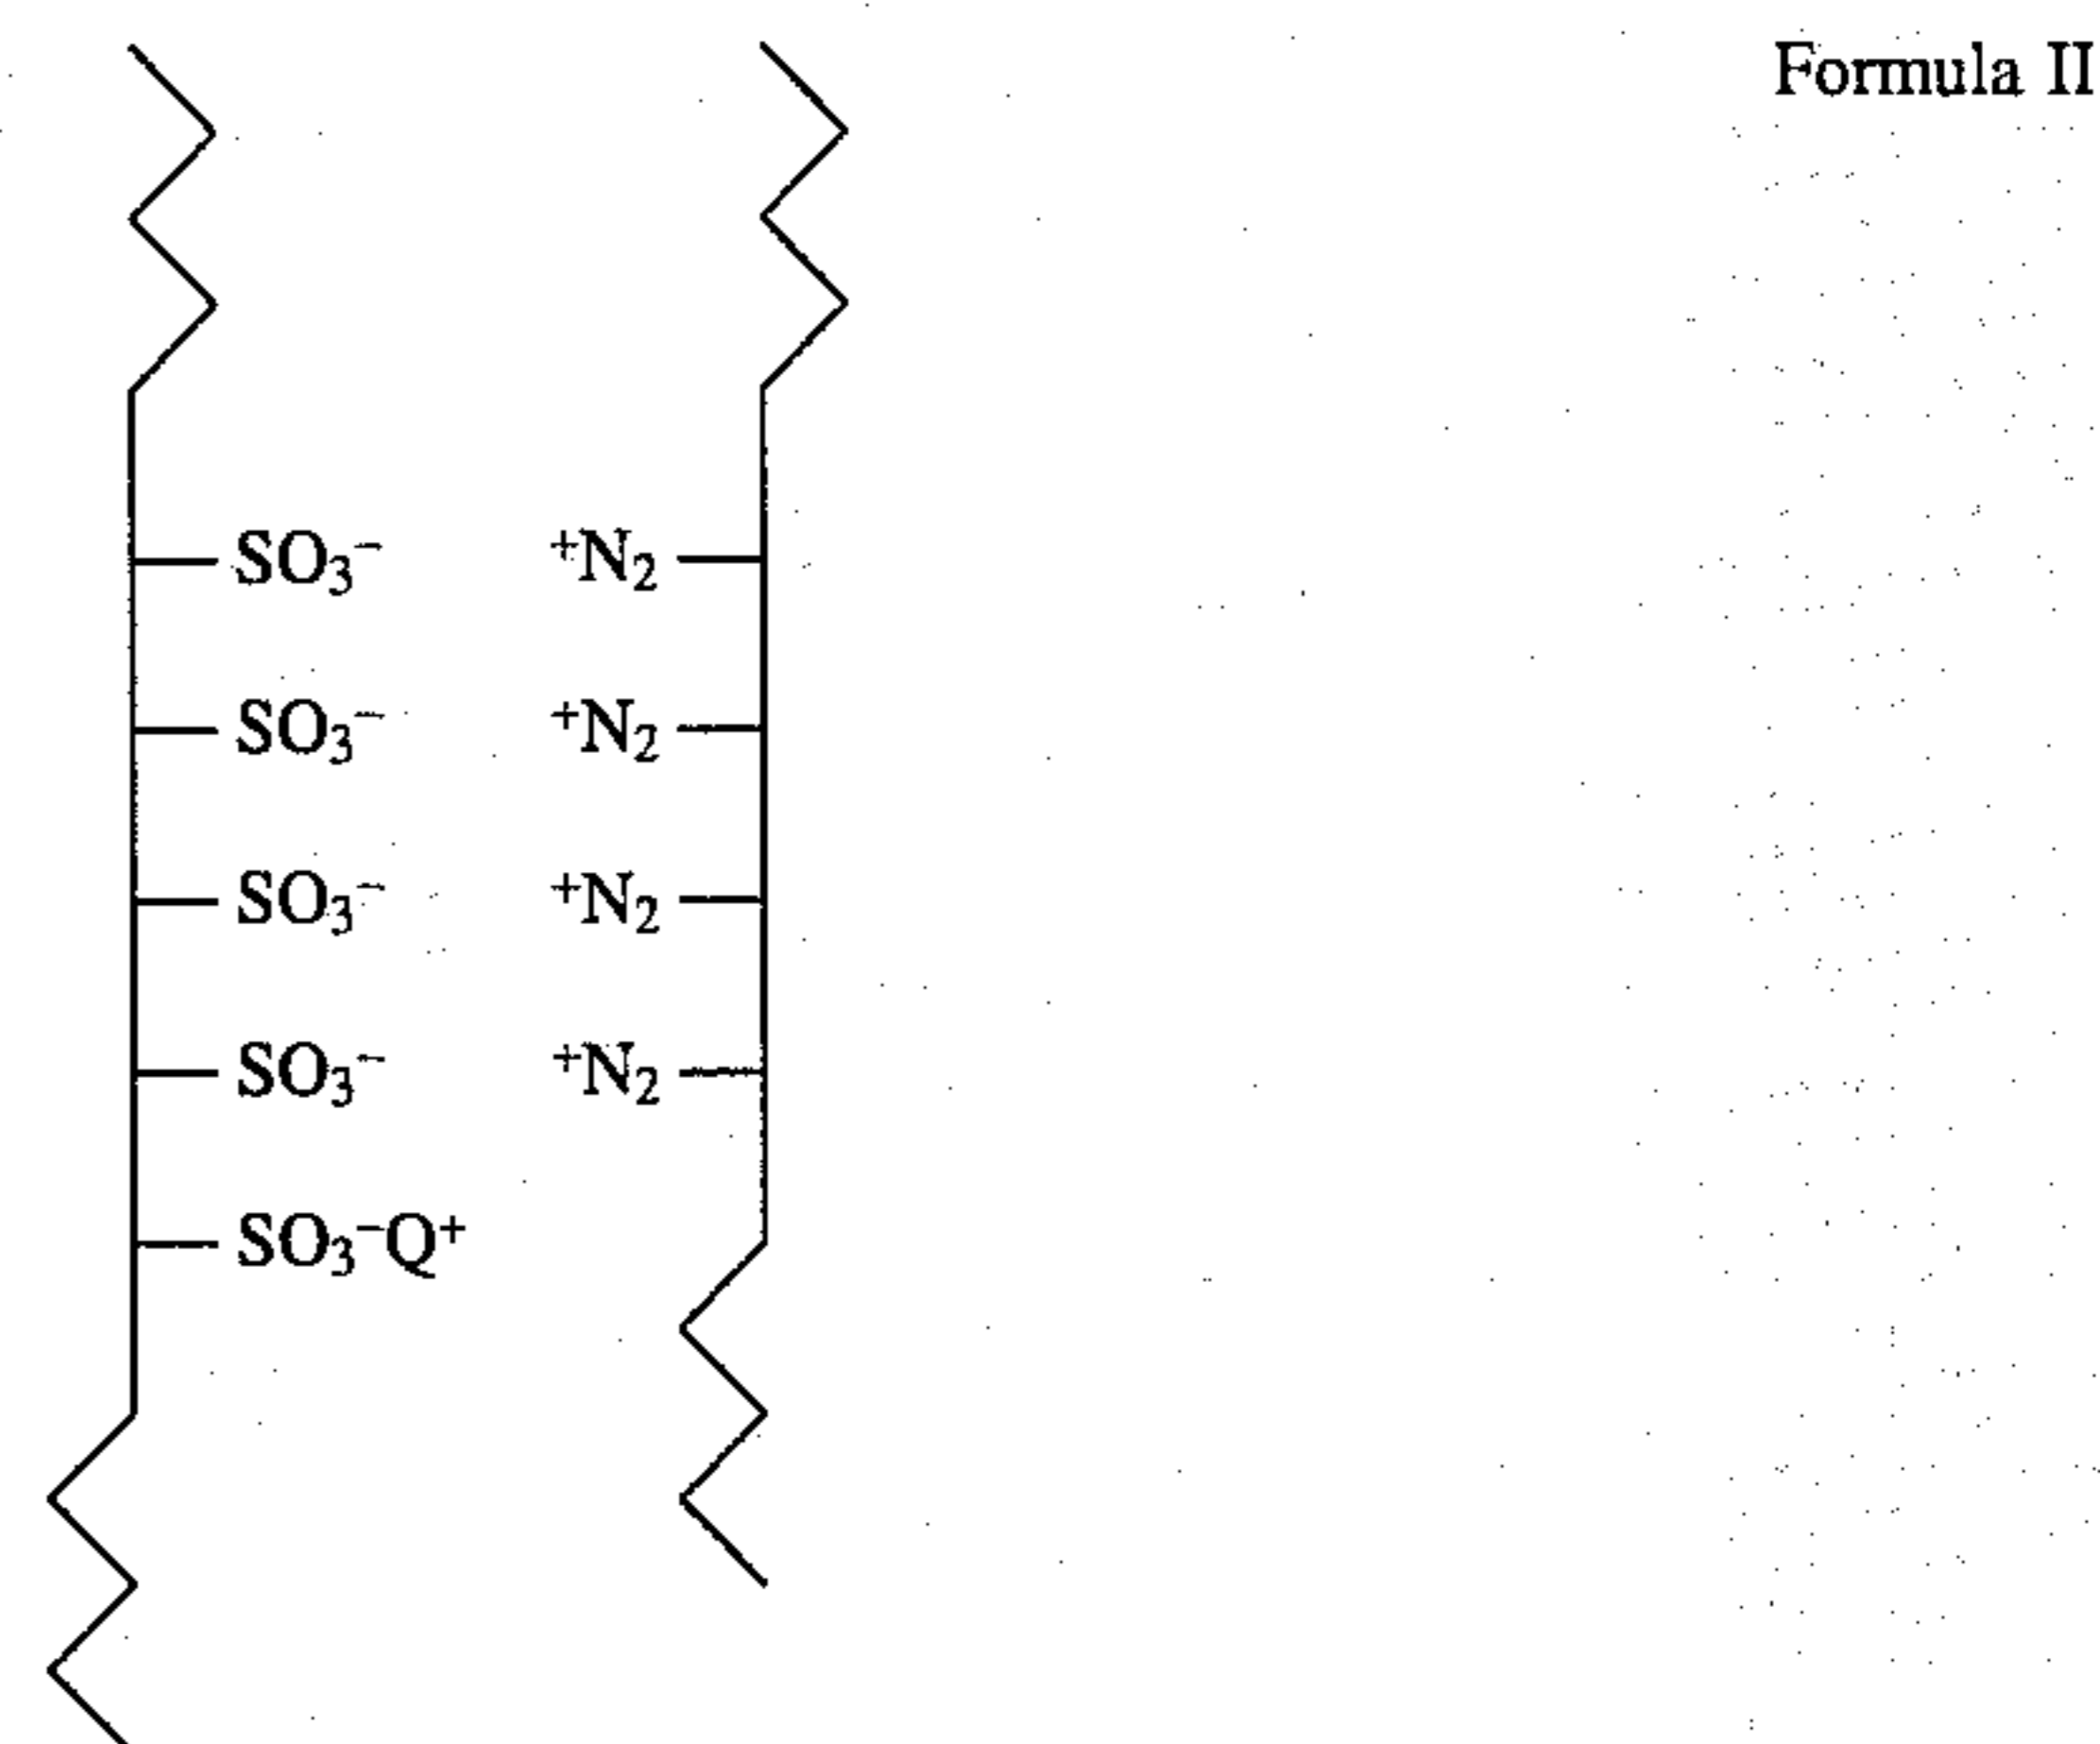 Formula II
SO₃⁻ ⁺N₂
SO₃⁻ ⁺N₂
SO₃⁻ ⁺N₂
SO₃⁻ ⁺N₂
SO₃⁻Q⁺